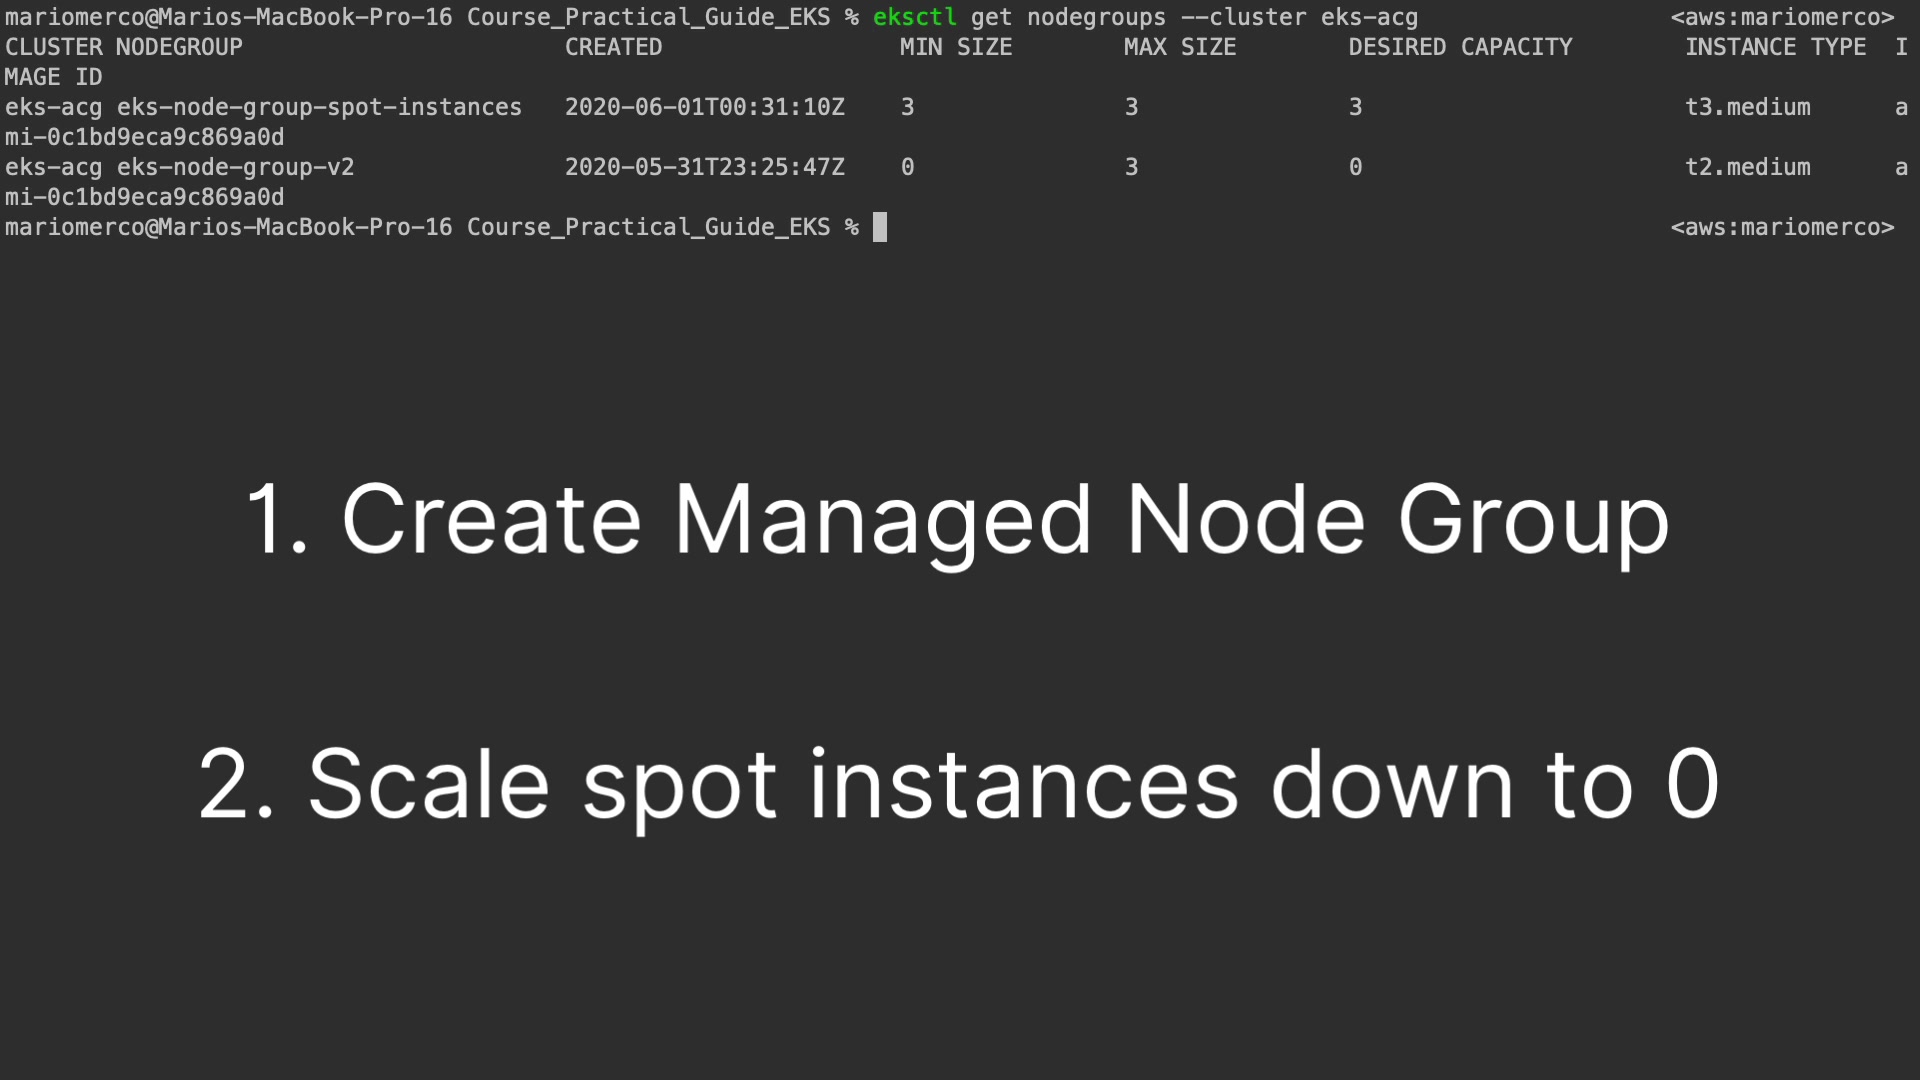 mariomerco@Marios-MacBook-Pro-16 Course_Practical_Guide_EKS % eksctl get nodegroups --cluster eks-acg <aws:mariomerco>
CLUSTER NODEGROUP CREATED MIN SIZE MAX SIZE DESIRED CAPACITY INSTANCE TYPE I
MAGE ID
eks-acg eks-node-group-spot-instances 2020-06-01T00:31:10Z 3 3 3 t3.medium a
mi-0c1bd9eca9c869a0d
eks-acg eks-node-group-v2 2020-05-31T23:25:47Z 0 3 0 t2.medium a
mi-0c1bd9eca9c869a0d
mariomerco@Marios-MacBook-Pro-16 Course_Practical_Guide_EKS % <aws:mariomerco>
1. Create Managed Node Group
2. Scale spot instances down to 0